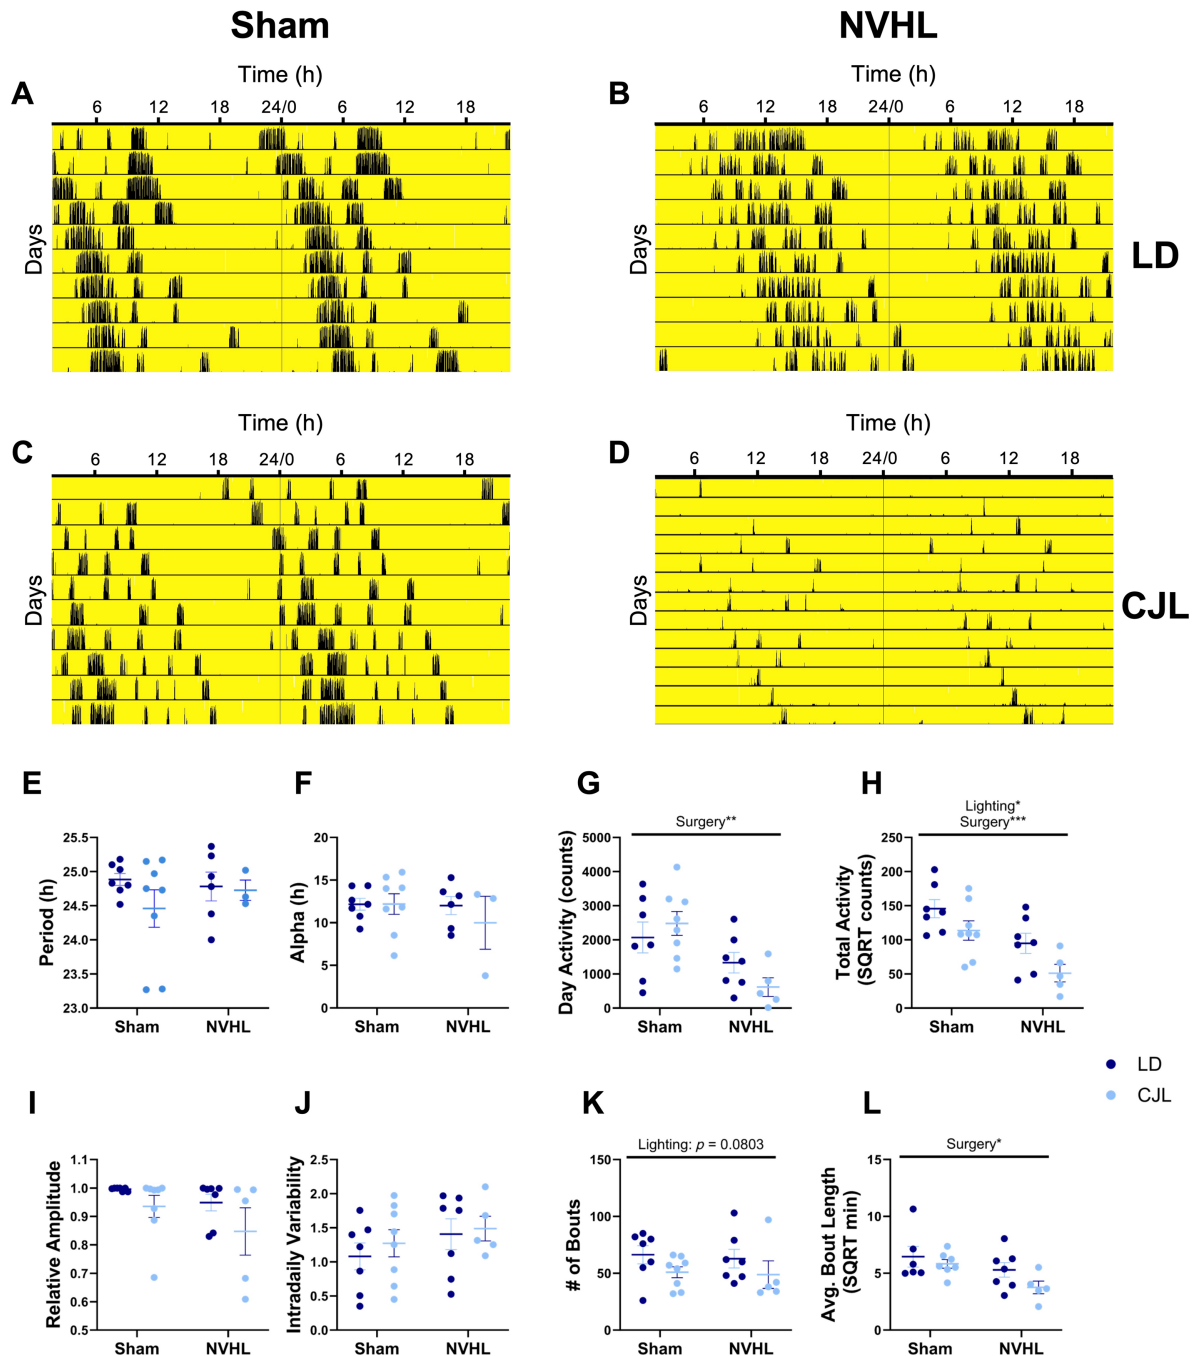 Sham
NVHL
Time (h)
Time (h)
A
B
6 12 18 24/0 6 12 18
6 12 18 24/0 6 12 18
Days
Days
LD
Time (h)
Time (h)
C
D
6 12 18 24/0 6 12 18
6 12 18 24/0 6 12 18
Days
Days
CJL
E
F
G
H
Period (h)
25.5
25.0
24.5
24.0
23.5
23.0
Sham NVHL
Alpha (h)
20
15
10
5
0
Sham NVHL
Surgery**
Day Activity (counts)
5000
4000
3000
2000
1000
0
Sham NVHL
Lighting*
Surgery***
Total Activity
(SQRT counts)
250
200
150
100
50
0
Sham NVHL
LD
CJL
I
J
K
L
Relative Amplitude
1.1
1.0
0.9
0.8
0.7
0.6
0.5
Sham NVHL
Intradaily Variability
2.5
2.0
1.5
1.0
0.5
0.0
Sham NVHL
Lighting: p = 0.0803
# of Bouts
150
100
50
0
Sham NVHL
Surgery*
Avg. Bout Length
(SQRT min)
15
10
5
0
Sham NVHL